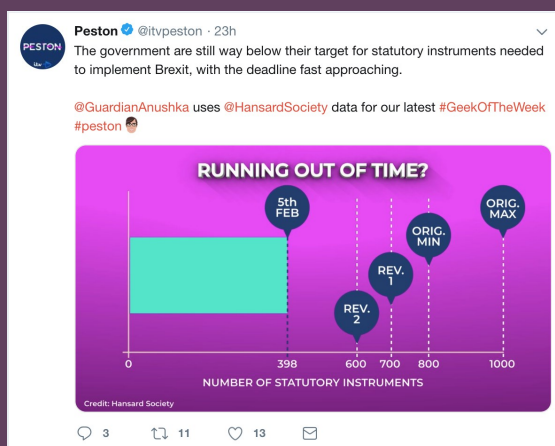 PESTON
Peston @itvpeston · 23h
The government are still way below their target for statutory instruments needed
to implement Brexit, with the deadline fast approaching.
@GuardianAnushka uses @HansardSociety data for our latest #GeekOfTheWeek
#peston
RUNNING OUT OF TIME?
5th
FEB
ORIG.
MAX
ORIG.
MIN
REV.
1
REV.
2
0 398 600 700 800 1000
NUMBER OF STATUTORY INSTRUMENTS
Credit: Hansard Society
3 11 13